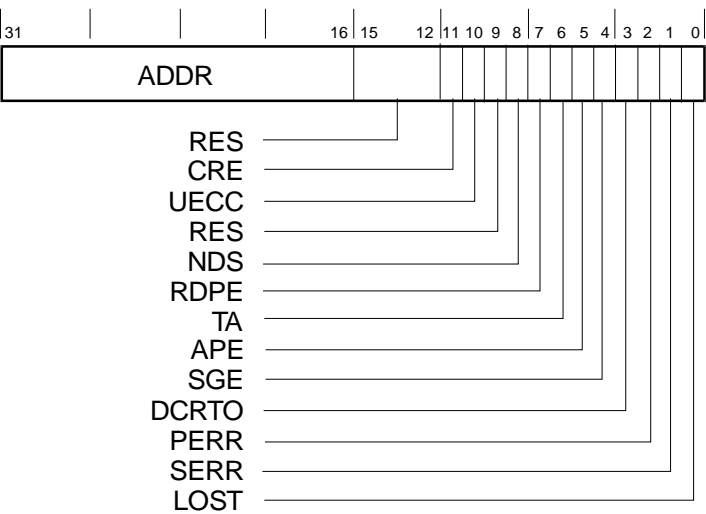 31 16 15 12 11 10 9 8 7 6 5 4 3 2 1 0
ADDR
RES
CRE
UECC
RES
NDS
RDPE
TA
APE
SGE
DCRTO
PERR
SERR
LOST